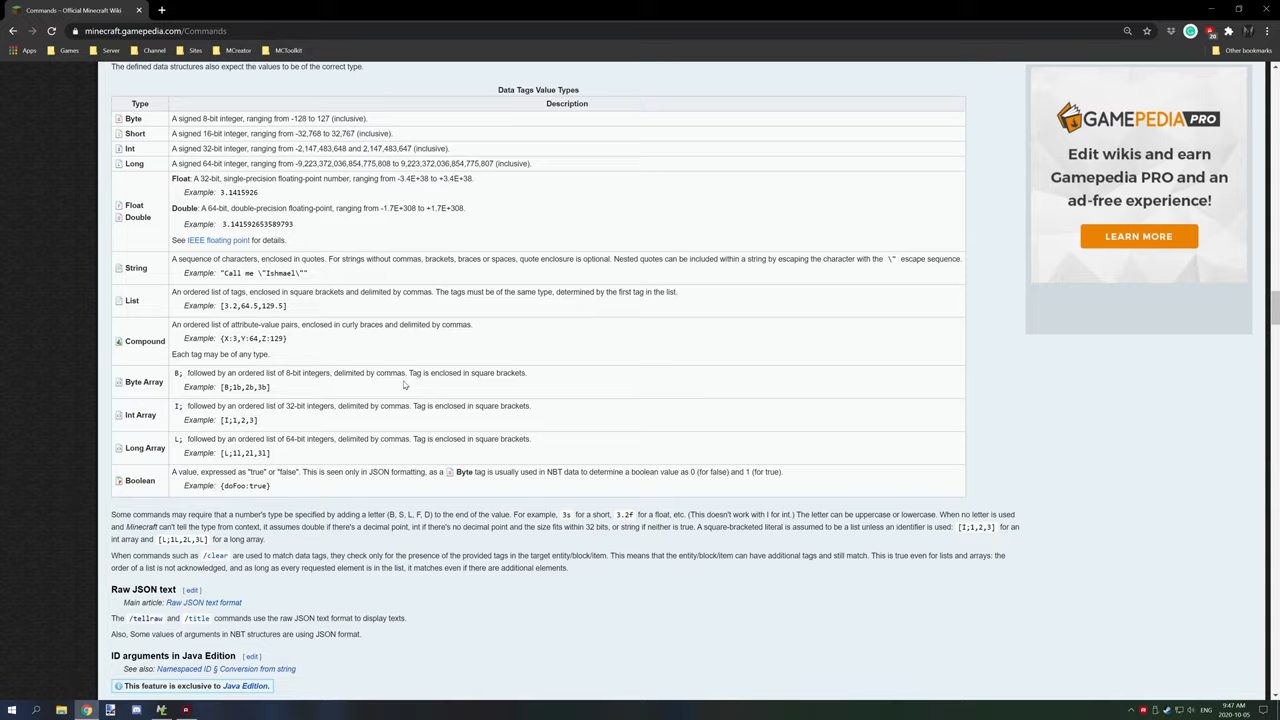 Commands – Official Minecraft Wiki
minecraft.gamepedia.com/Commands
Apps Games Server Channel Sites MCreator MCToolkit Other bookmarks
The defined data structures also expect the values to be of the correct type.
Data Tags Value Types
Type Description
Byte A signed 8-bit integer, ranging from -128 to 127 (inclusive).
Short A signed 16-bit integer, ranging from -32,768 to 32,767 (inclusive).
Int A signed 32-bit integer, ranging from -2,147,483,648 and 2,147,483,647 (inclusive).
Long A signed 64-bit integer, ranging from -9,223,372,036,854,775,808 to 9,223,372,036,854,775,807 (inclusive).
Float: A 32-bit, single-precision floating-point number, ranging from -3.4E+38 to +3.4E+38.
Example: 3.1415926
Float
Double: A 64-bit, double-precision floating-point, ranging from -1.7E+308 to +1.7E+308.
Double
Example: 3.141592653589793
See IEEE floating point for details.
String A sequence of characters, enclosed in quotes. For strings without commas, brackets, braces or spaces, quote enclosure is optional. Nested quotes can be included within a string by escaping the character with the \" escape sequence.
Example: "Call me \"Ishmael\""
List An ordered list of tags, enclosed in square brackets and delimited by commas. The tags must be of the same type, determined by the first tag in the list.
Example: [3.2,64.5,129.5]
An ordered list of attribute-value pairs, enclosed in curly braces and delimited by commas.
Compound Example: {X:3,Y:64,Z:129}
Each tag may be of any type.
Byte Array B; followed by an ordered list of 8-bit integers, delimited by commas. Tag is enclosed in square brackets.
Example: [B;1b,2b,3b]
Int Array I; followed by an ordered list of 32-bit integers, delimited by commas. Tag is enclosed in square brackets.
Example: [I;1,2,3]
Long Array L; followed by an ordered list of 64-bit integers, delimited by commas. Tag is enclosed in square brackets.
Example: [L;1l,2l,3l]
Boolean A value, expressed as "true" or "false". This is seen only in JSON formatting, as a Byte tag is usually used in NBT data to determine a boolean value as 0 (for false) and 1 (for true).
Example: {doFoo:true}
Some commands may require that a number's type be specified by adding a letter (B, S, L, F, D) to the end of the value. For example, 3s for a short, 3.2f for a float, etc. (This doesn't work with I for int.) The letter can be uppercase or lowercase. When no letter is used
and Minecraft can't tell the type from context, it assumes double if there's a decimal point, int if there's no decimal point and the size fits within 32 bits, or string if neither is true. A square-bracketed literal is assumed to be a list unless an identifier is used: [I;1,2,3] for an
int array and [L;1L,2L,3L] for a long array.
When commands such as /clear are used to match data tags, they check only for the presence of the provided tags in the target entity/block/item. This means that the entity/block/item can have additional tags and still match. This is true even for lists and arrays: the
order of a list is not acknowledged, and as long as every requested element is in the list, it matches even if there are additional elements.
Raw JSON text [ edit ]
Main article: Raw JSON text format
The /tellraw and /title commands use the raw JSON text format to display texts.
Also, Some values of arguments in NBT structures are using JSON format.
ID arguments in Java Edition [ edit ]
See also: Namespaced ID § Conversion from string
This feature is exclusive to Java Edition.
GAMEPEDIA PRO
Edit wikis and earn
Gamepedia PRO and an
ad-free experience!
LEARN MORE
ENG
9:47 AM
2020-10-05